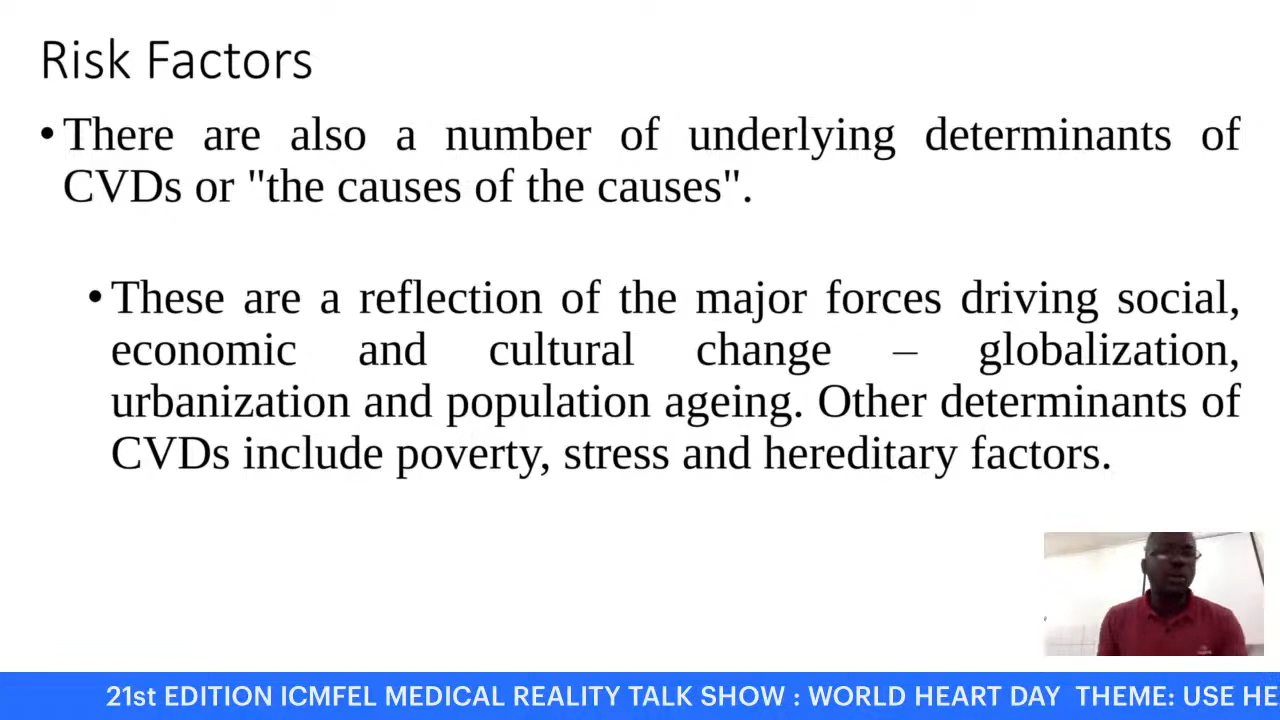 Risk Factors
• There are also a number of underlying determinants of
CVDs or "the causes of the causes".
• These are a reflection of the major forces driving social,
economic and cultural change – globalization,
urbanization and population ageing. Other determinants of
CVDs include poverty, stress and hereditary factors.
21st EDITION ICMFEL MEDICAL REALITY TALK SHOW : WORLD HEART DAY THEME: USE HE